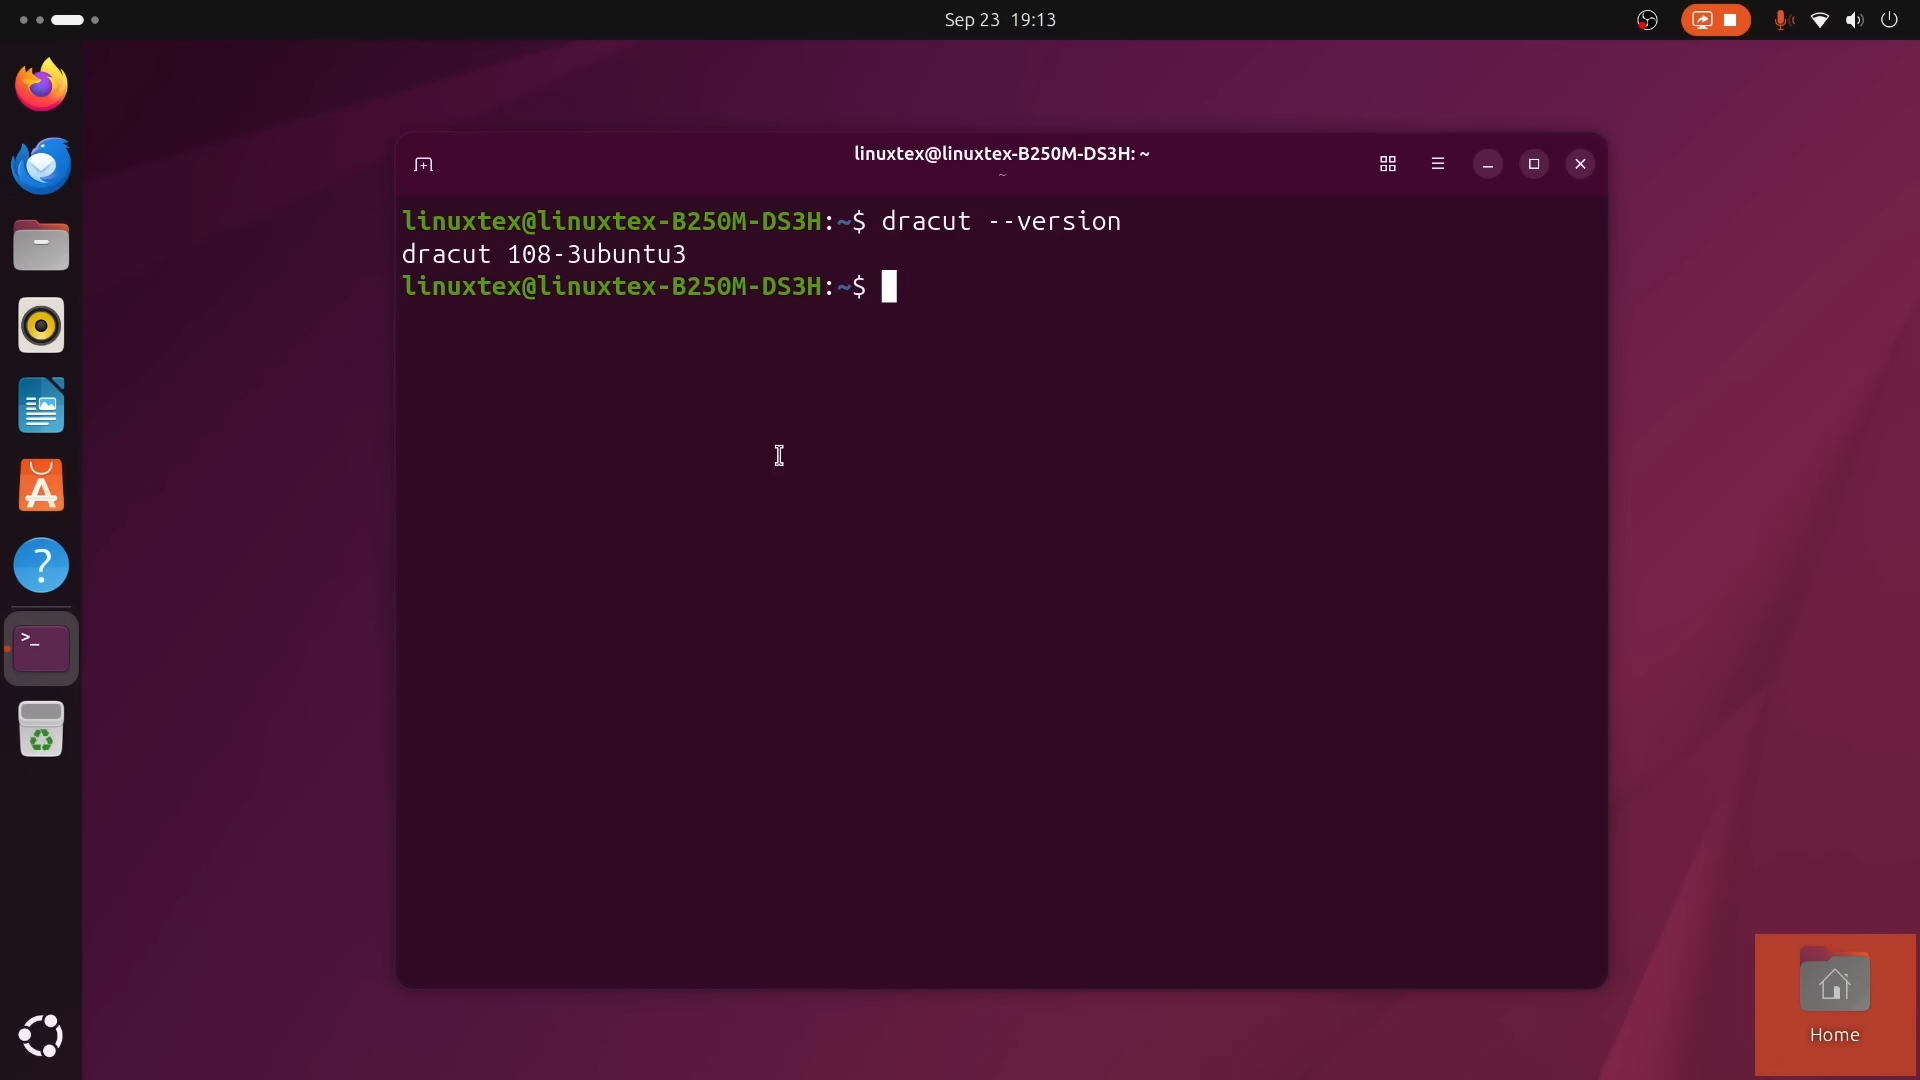 Sep 23 19:13
linuxtex@linuxtex-B250M-DS3H: ~
~
linuxtex@linuxtex-B250M-DS3H:~$ dracut --version
dracut 108-3ubuntu3
linuxtex@linuxtex-B250M-DS3H:~$
>_
Home